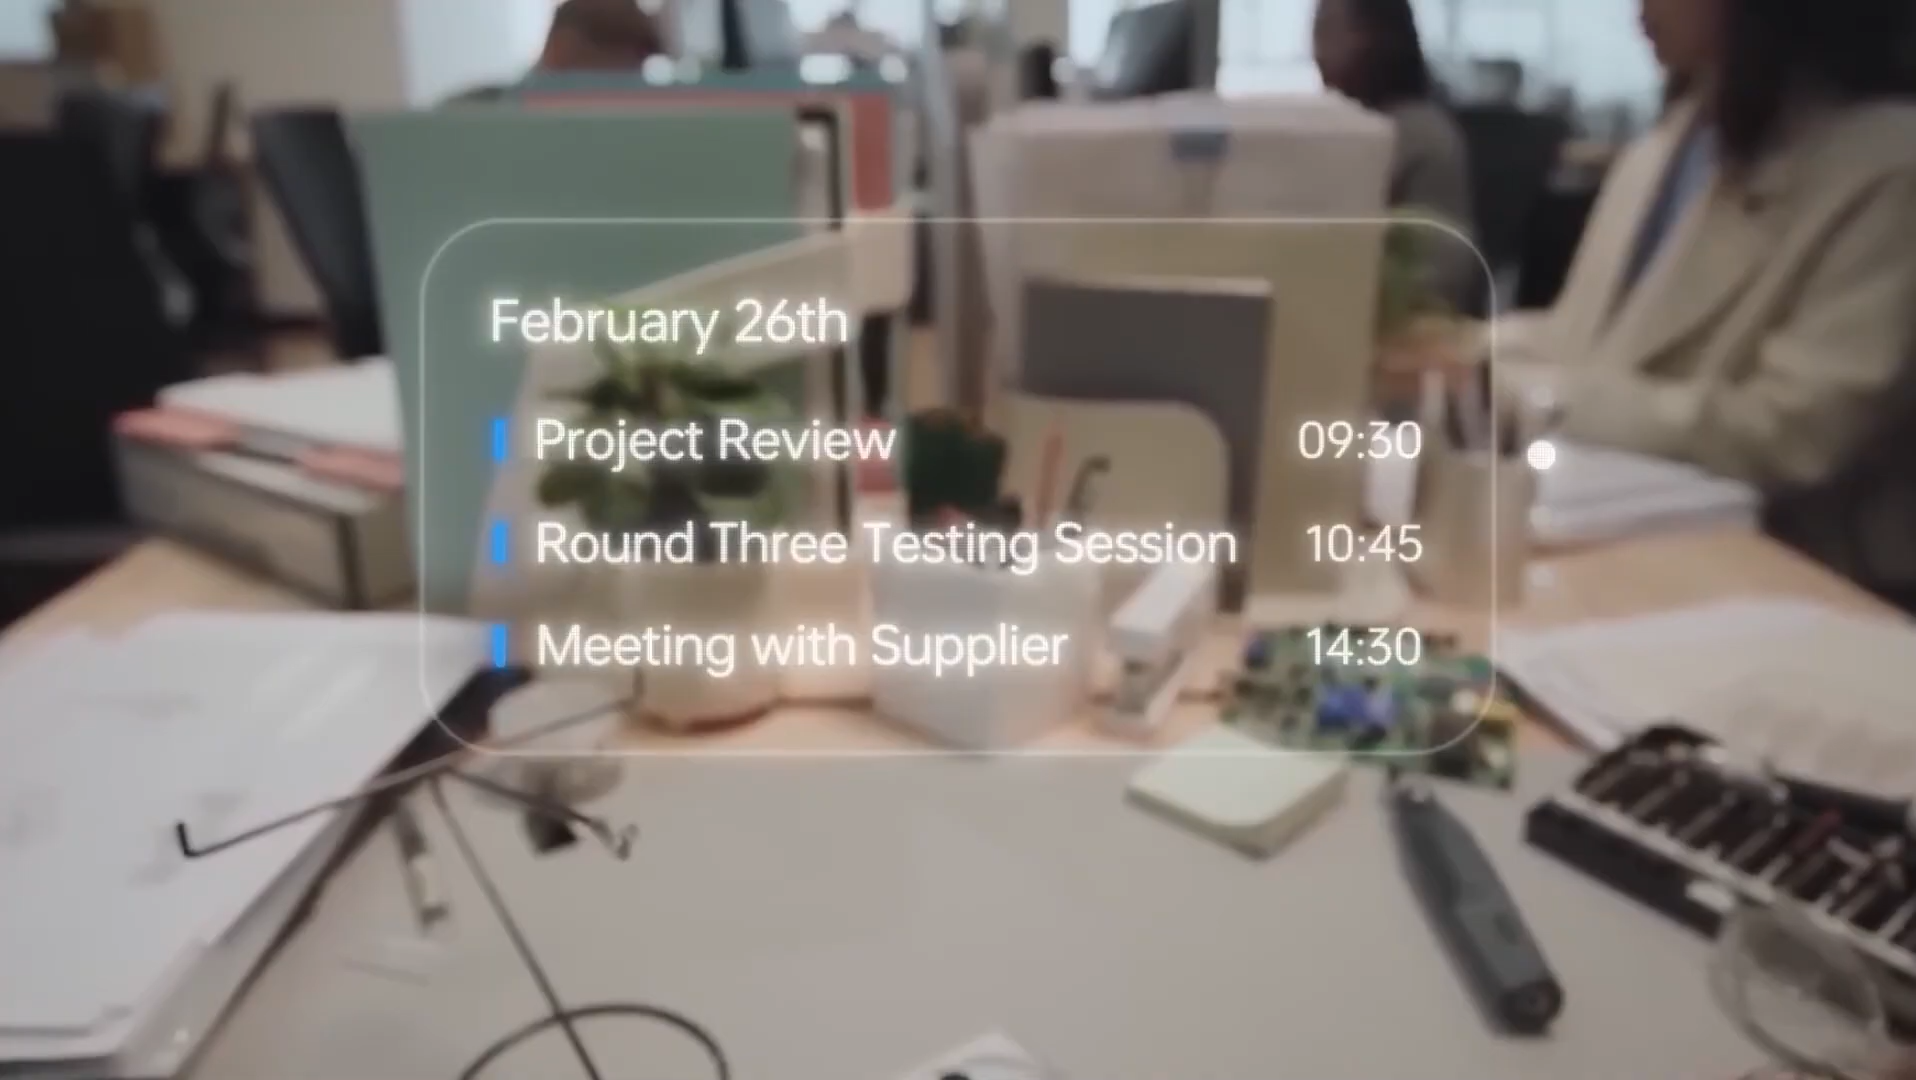 February 26th
Project Review 09:30
Round Three Testing Session 10:45
Meeting with Supplier 14:30